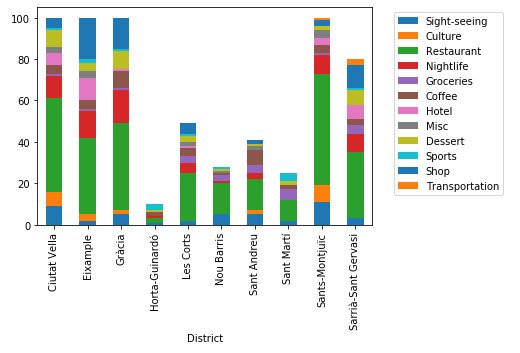 100
80
60
40
20
0
Ciutat Vella
Eixample
Gràcia
Horta-Guinardó
Les Corts
Nou Barris
Sant Andreu
Sant Martí
Sants-Montjuïc
Sarrià-Sant Gervasi
District
Sight-seeing
Culture
Restaurant
Nightlife
Groceries
Coffee
Hotel
Misc
Dessert
Sports
Shop
Transportation